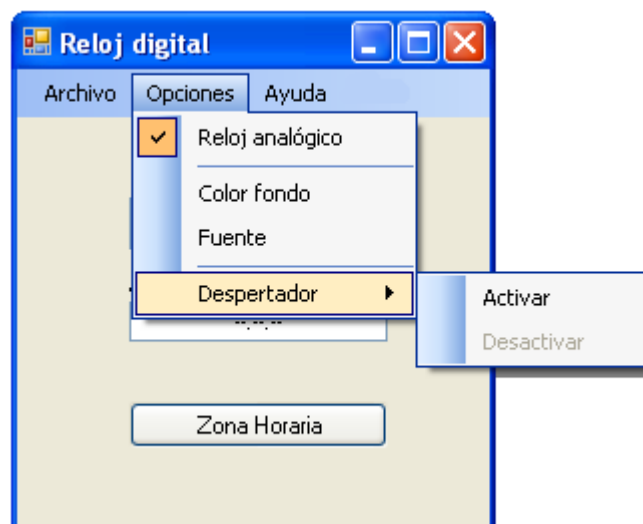 Reloj digital
Archivo Opciones Ayuda
Reloj analógico
Color fondo
Fuente
Despertador
Activar
Desactivar
--:--:--
Zona Horaria